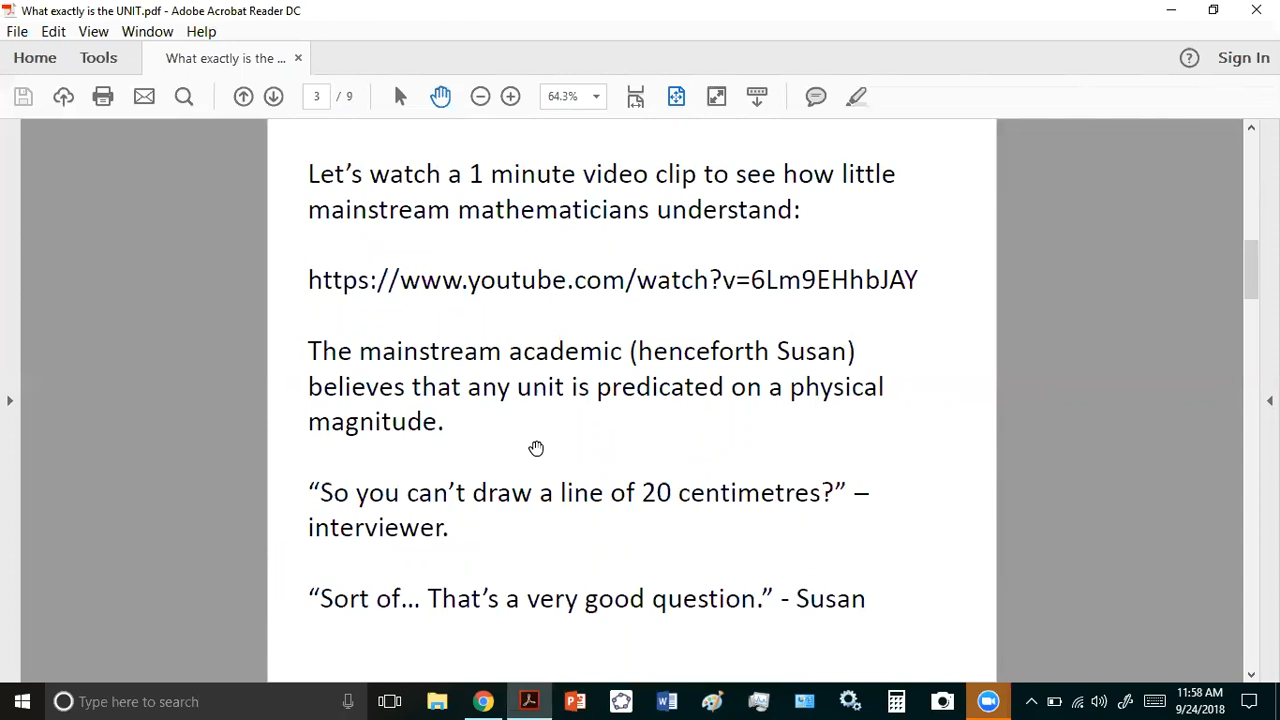 What exactly is the UNIT.pdf - Adobe Acrobat Reader DC
File Edit View Window Help
Home Tools What exactly is the ... × ? Sign In
3 / 9 64.3%
Let’s watch a 1 minute video clip to see how little
mainstream mathematicians understand:
https://www.youtube.com/watch?v=6Lm9EHhbJAY
The mainstream academic (henceforth Susan)
believes that any unit is predicated on a physical
magnitude.
“So you can’t draw a line of 20 centimetres?” –
interviewer.
“Sort of... That’s a very good question.” - Susan
Type here to search
11:58 AM
9/24/2018